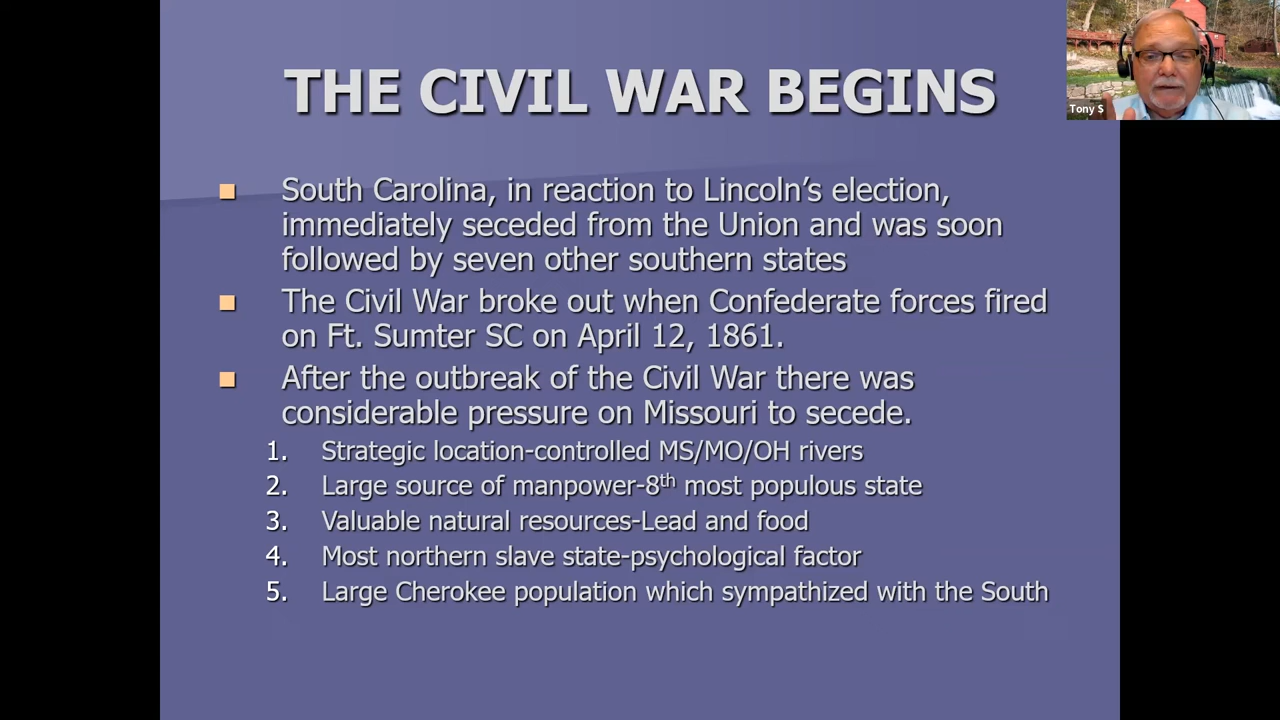 THE CIVIL WAR BEGINS
Tony S
South Carolina, in reaction to Lincoln’s election,
immediately seceded from the Union and was soon
followed by seven other southern states
The Civil War broke out when Confederate forces fired
on Ft. Sumter SC on April 12, 1861.
After the outbreak of the Civil War there was
considerable pressure on Missouri to secede.
1. Strategic location-controlled MS/MO/OH rivers
2. Large source of manpower-8th most populous state
3. Valuable natural resources-Lead and food
4. Most northern slave state-psychological factor
5. Large Cherokee population which sympathized with the South